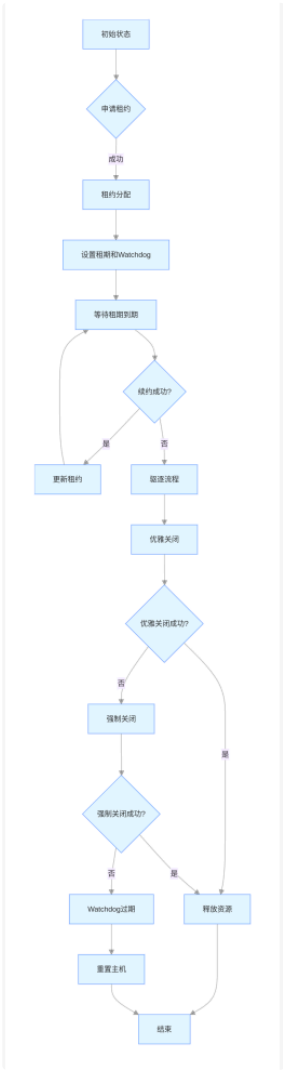 初始状态
申请租约
成功
租约分配
设置租期和Watchdog
等待租期到期
续约成功?
是
否
更新租约
驱逐流程
优雅关闭
优雅关闭成功?
否
强制关闭
是
强制关闭成功?
否
是
Watchdog过期
释放资源
重置主机
结束